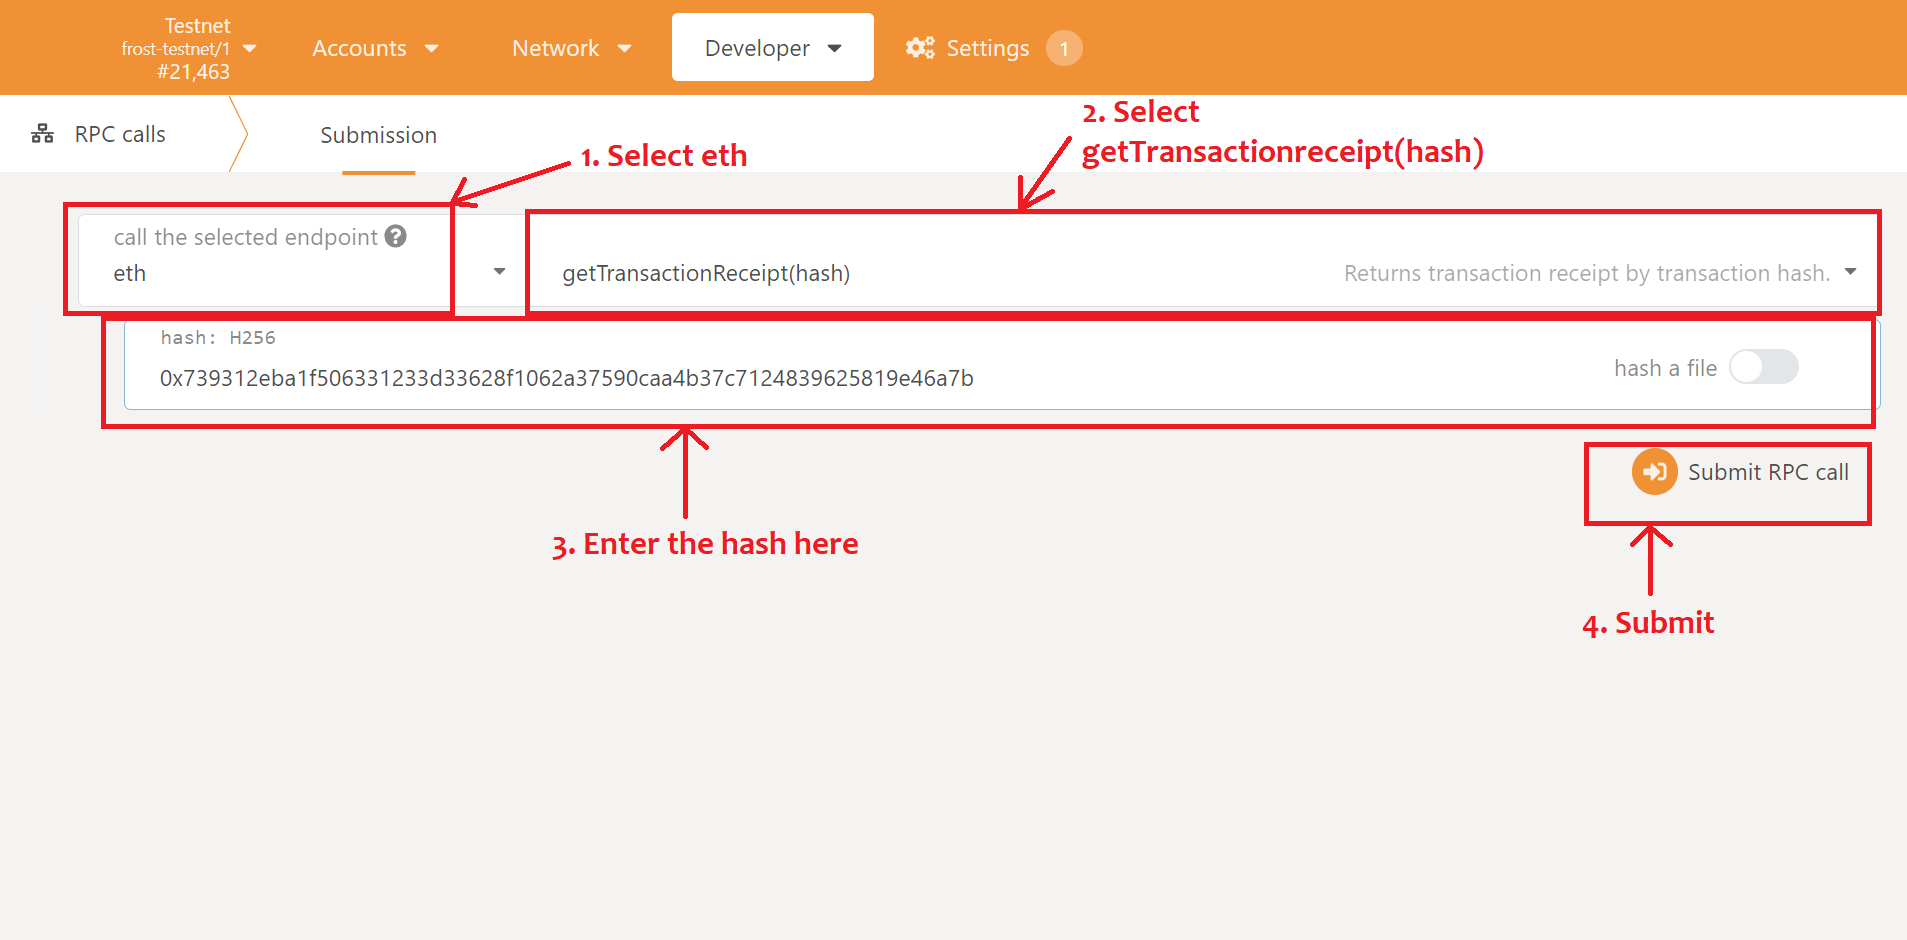 Testnet
frost-testnet/1
#21,463
Accounts
Network
Developer
Settings
1
RPC calls
Submission
1. Select eth
2. Select
getTransactionreceipt(hash)
call the selected endpoint ?
eth
getTransactionReceipt(hash)
Returns transaction receipt by transaction hash.
hash: H256
0x739312eba1f506331233d33628f1062a37590caa4b37c7124839625819e46a7b
hash a file
Submit RPC call
3. Enter the hash here
4. Submit